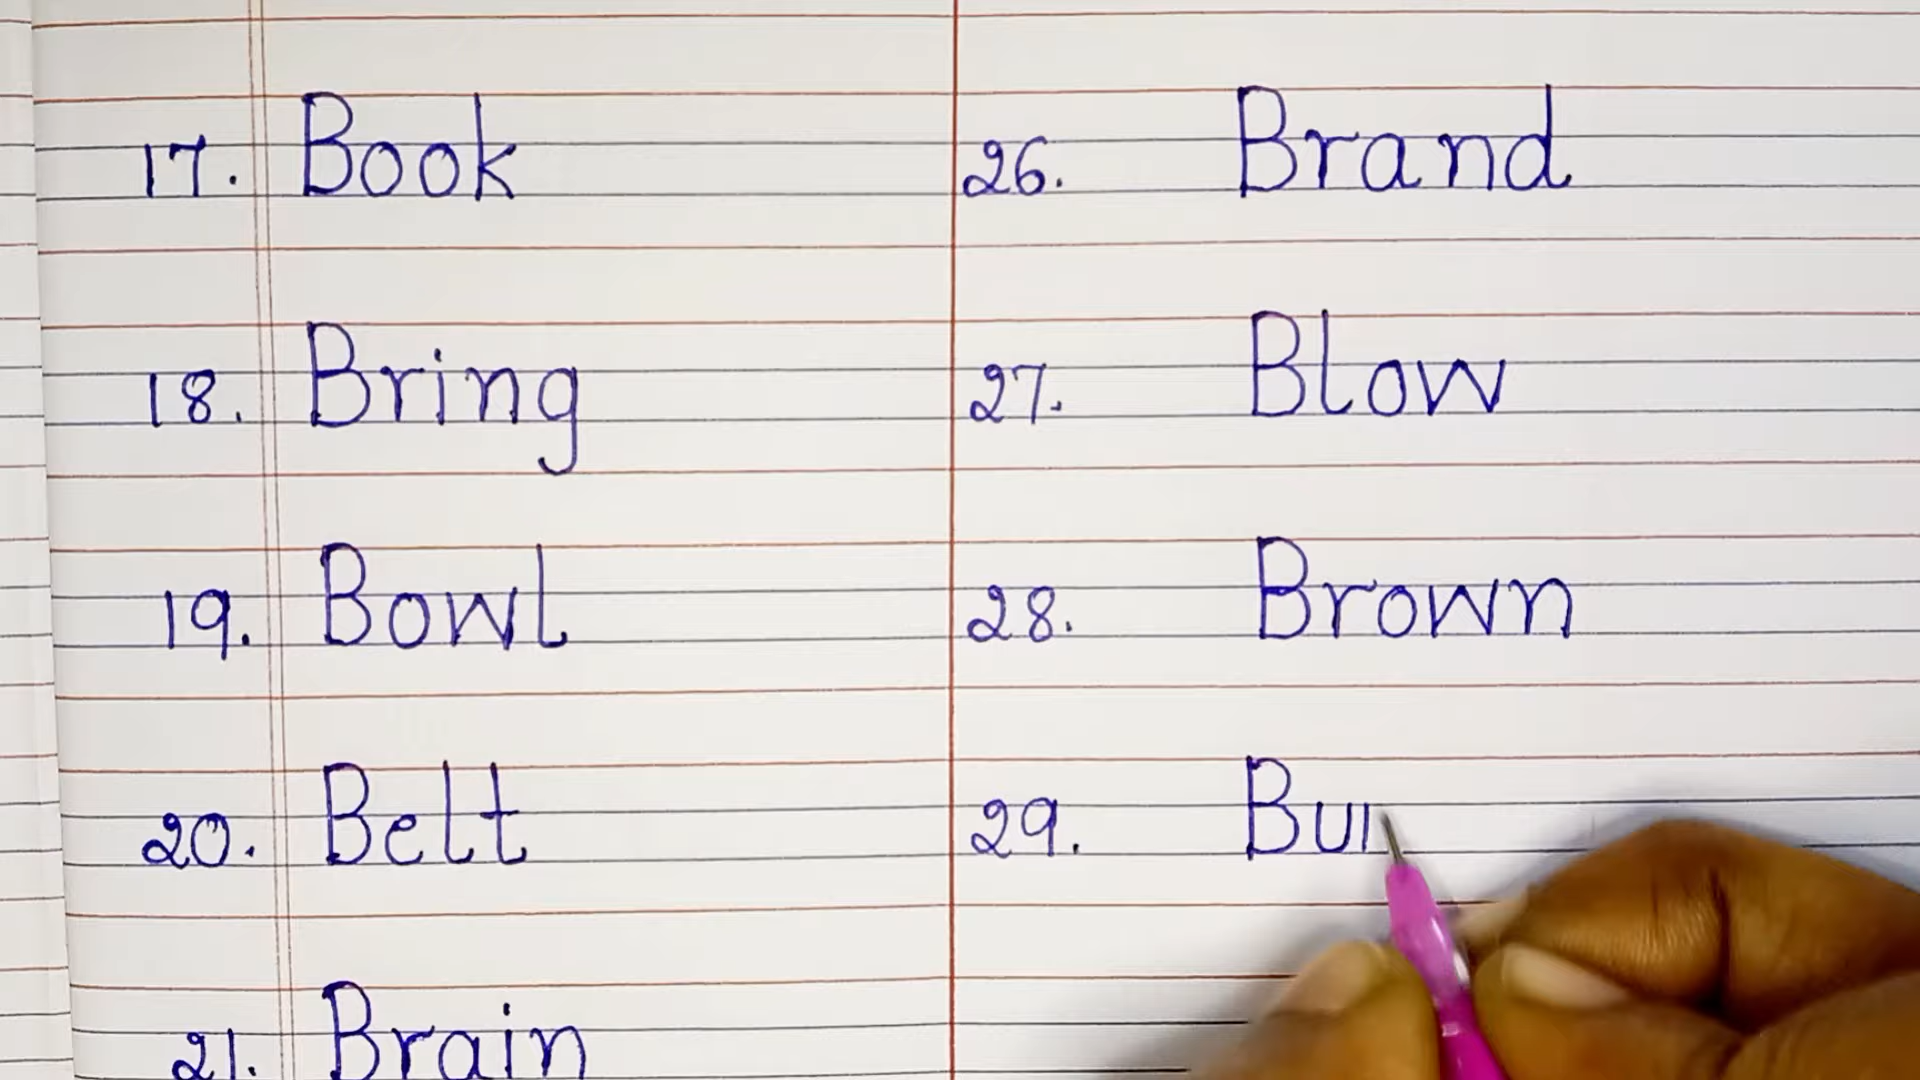 17. Book
18. Bring
19. Bowl
20. Belt
21. Brain
26. Brand
27. Blow
28. Brown
29.